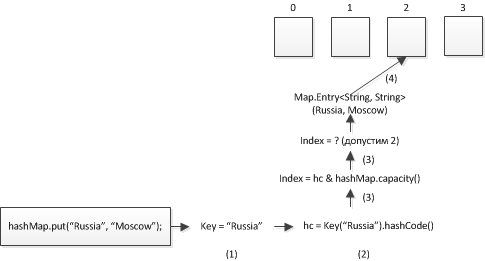 0 1 2 3
(4)
Map.Entry<String, String>
(Russia, Moscow)
Index = ? (допустим 2)
(3)
Index = hc & hashMap.capacity()
(3)
hashMap.put(“Russia”, “Moscow”); Key = “Russia” hc = Key(“Russia”).hashCode()
(1) (2)